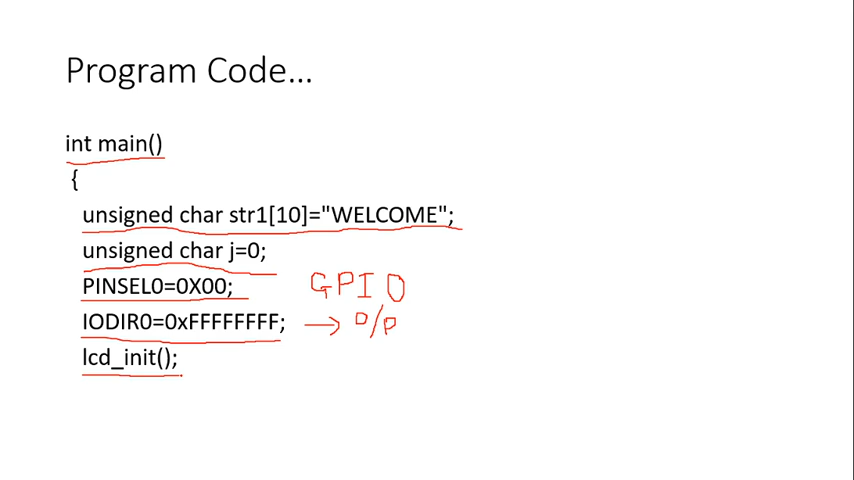 Program Code...
int main()
{
unsigned char str1[10]="WELCOME";
unsigned char j=0;
PINSEL0=0X00; GPIO
IODIR0=0xFFFFFFFF; → O/P
lcd_init();